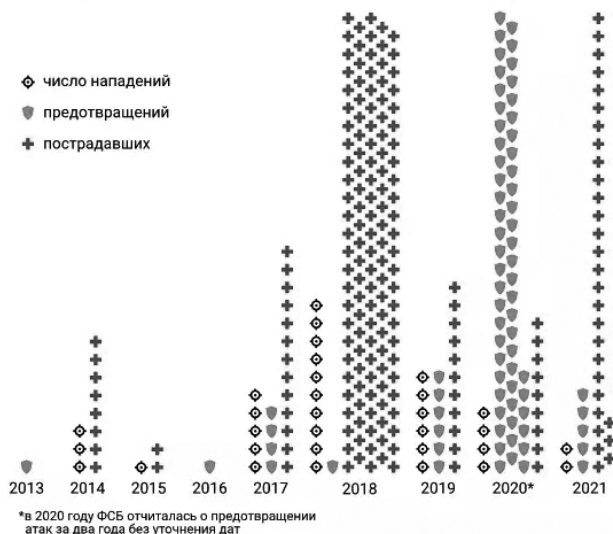 число нападений
предотвращений
пострадавших
2013 2014 2015 2016 2017 2018 2019 2020* 2021
*в 2020 году ФСБ отчиталась о предотвращении
атак за два года без уточнения дат